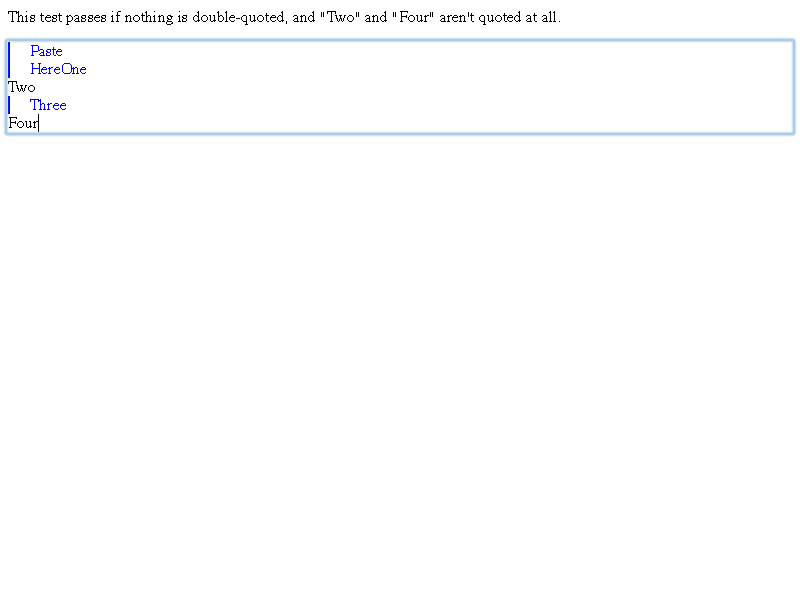 This test passes if nothing is double-quoted, and "Two" and "Four" aren't quoted at all.
Paste
HereOne
Two
Three
Four